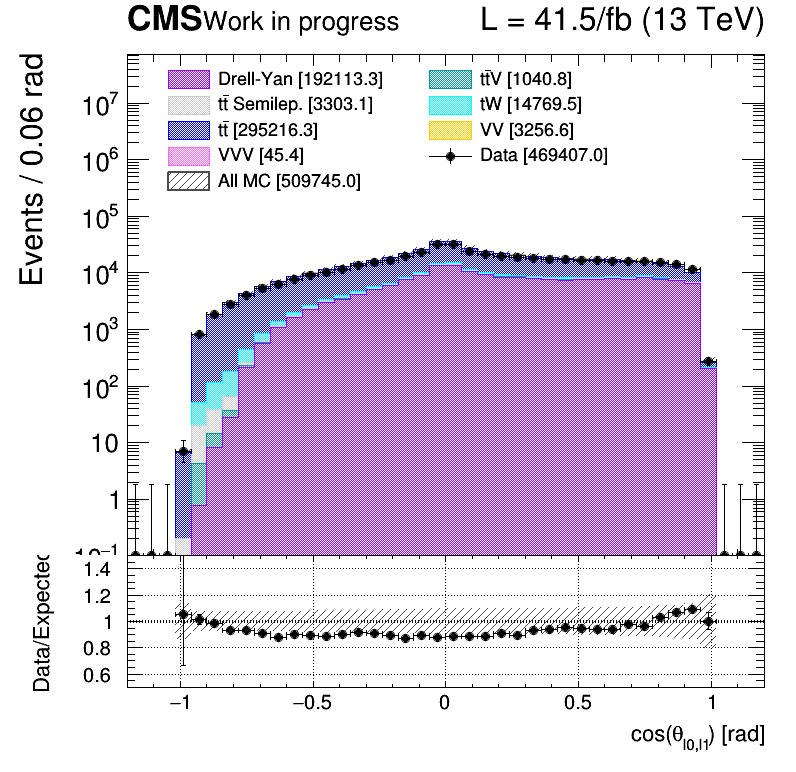 CMS Work in progress L = 41.5/fb (13 TeV)
Events / 0.06 rad
Drell-Yan [192113.3]
tt̄ Semilep. [3303.1]
tt̄ [295216.3]
VVV [45.4]
All MC [509745.0]
tt̄V [1040.8]
tW [14769.5]
VV [3256.6]
Data [469407.0]
10⁷
10⁶
10⁵
10⁴
10³
10²
10
1
10⁻¹
Data/Expected
1.4
1.2
1
0.8
0.6
−1 −0.5 0 0.5 1
cos(θl0,l1) [rad]